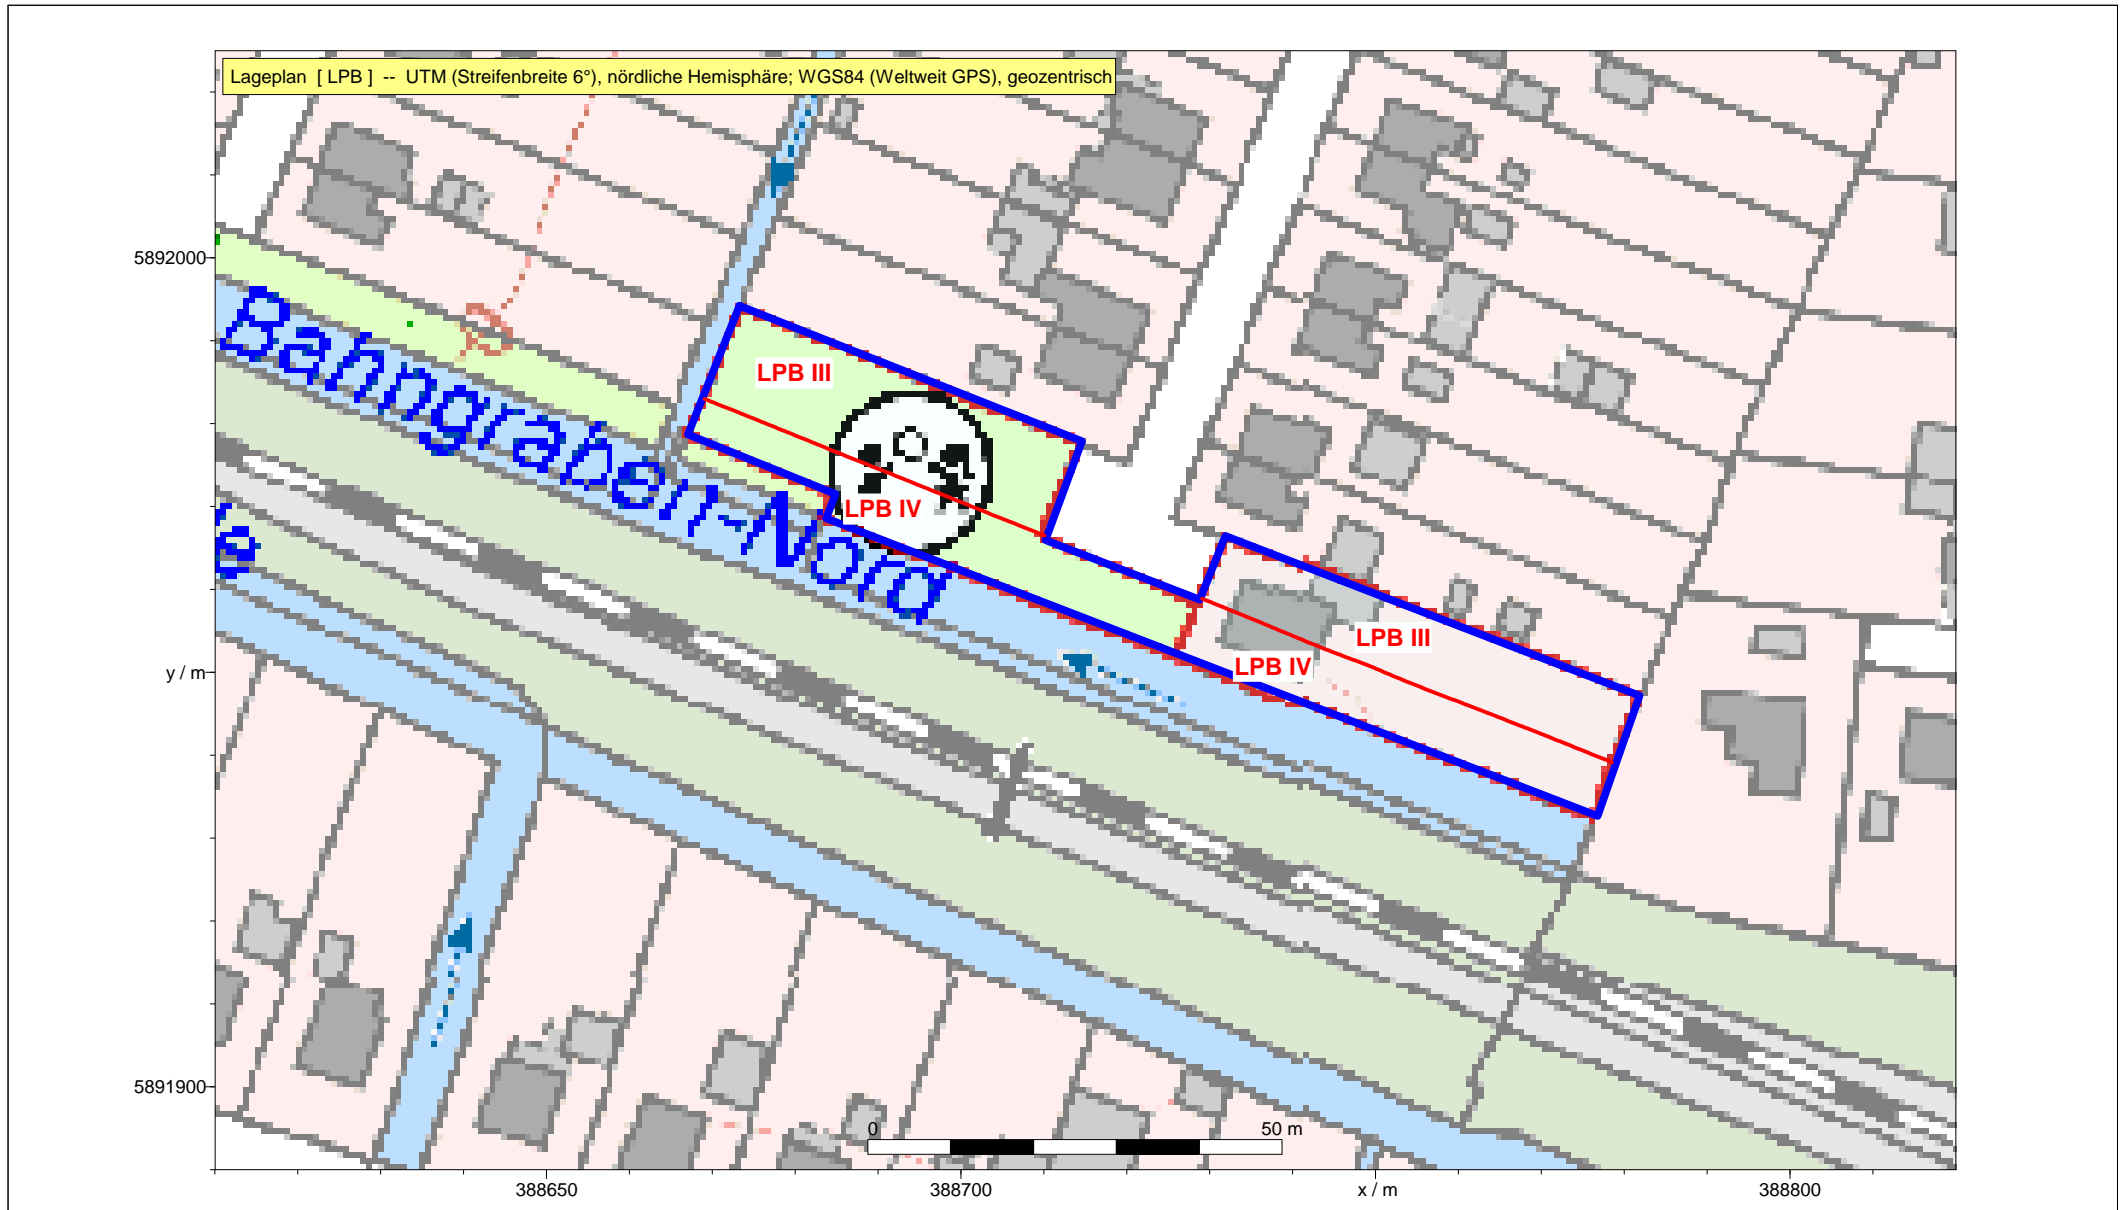 Lageplan [ LPB ] -- UTM (Streifenbreite 6°), nördliche Hemisphäre; WGS84 (Weltweit GPS), geozentrisch
5892000
Bahngraben-Nord
LPB III
LPB IV
LPB III
LPB IV
y / m
e
5891900
0
50 m
388650
388700
x / m
388800